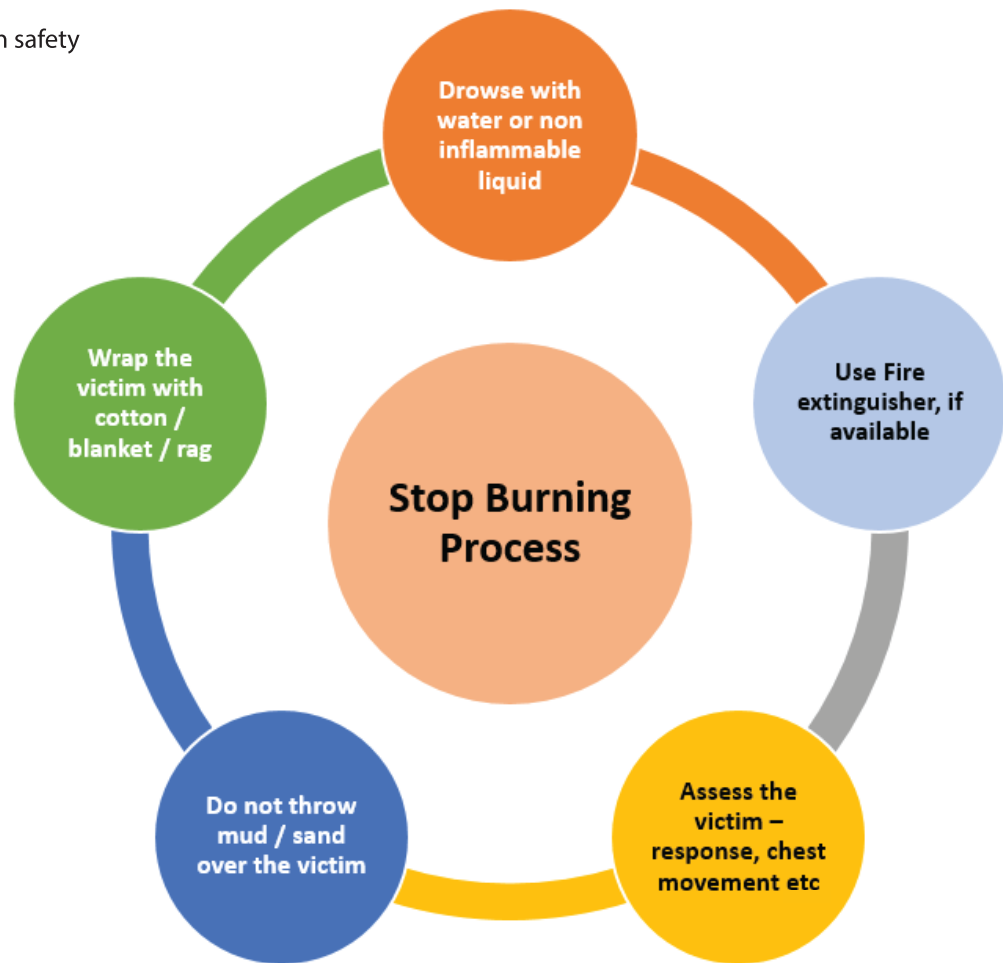 n safety
Drowse with
water or non
inflammable
liquid
Use Fire
extinguisher, if
available
Assess the
victim –
response, chest
movement etc
Do not throw
mud / sand
over the victim
Wrap the
victim with
cotton /
blanket / rag
Stop Burning
Process